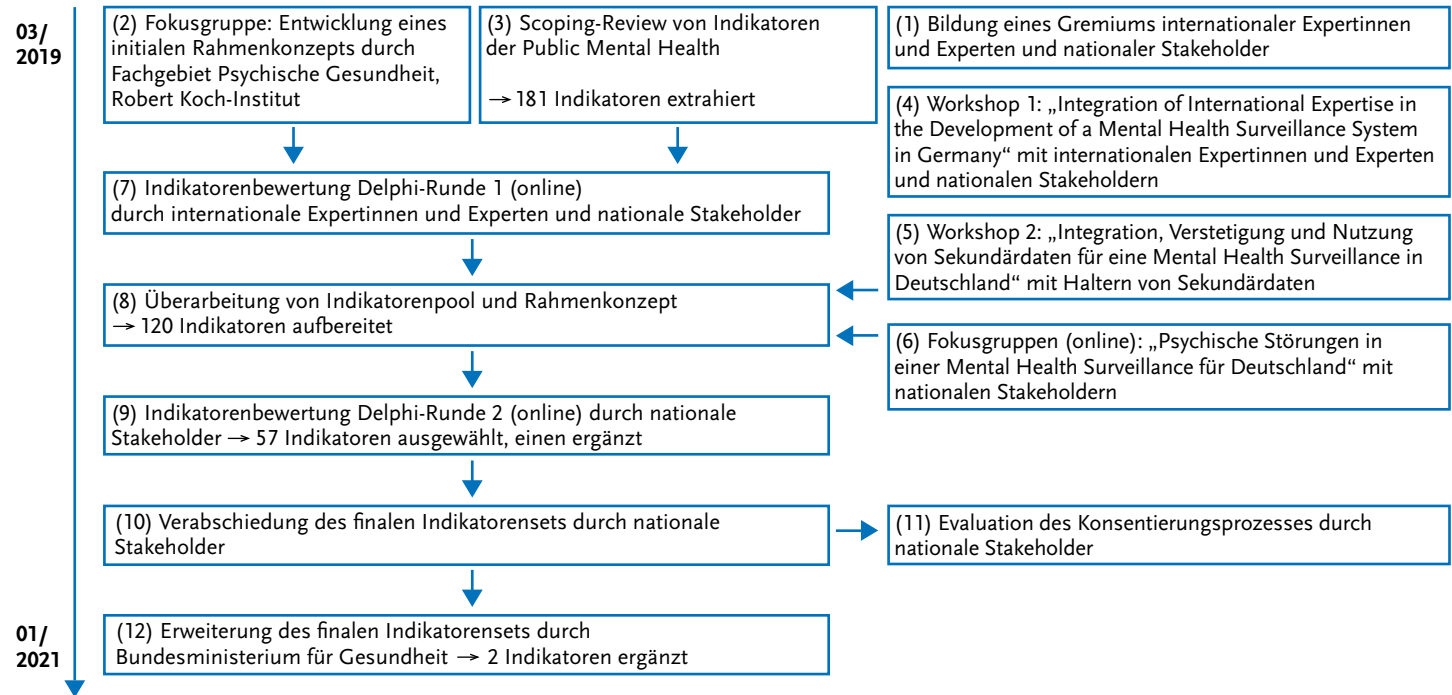 03/
2019
(2) Fokusgruppe: Entwicklung eines
initialen Rahmenkonzepts durch
Fachgebiet Psychische Gesundheit,
Robert Koch-Institut
(3) Scoping-Review von Indikatoren
der Public Mental Health
→ 181 Indikatoren extrahiert
(1) Bildung eines Gremiums internationaler Expertinnen
und Experten und nationaler Stakeholder
(4) Workshop 1: „Integration of International Expertise in
the Development of a Mental Health Surveillance System
in Germany“ mit internationalen Expertinnen und Experten
und nationalen Stakeholdern
(7) Indikatorenbewertung Delphi-Runde 1 (online)
durch internationale Expertinnen und Experten und nationale Stakeholder
(5) Workshop 2: „Integration, Verstetigung und Nutzung
von Sekundärdaten für eine Mental Health Surveillance in
Deutschland“ mit Haltern von Sekundärdaten
(8) Überarbeitung von Indikatorenpool und Rahmenkonzept
→ 120 Indikatoren aufbereitet
(6) Fokusgruppen (online): „Psychische Störungen in
einer Mental Health Surveillance für Deutschland“ mit
nationalen Stakeholdern
(9) Indikatorenbewertung Delphi-Runde 2 (online) durch nationale
Stakeholder → 57 Indikatoren ausgewählt, einen ergänzt
(10) Verabschiedung des finalen Indikatorensets durch nationale
Stakeholder
(11) Evaluation des Konsentierungsprozesses durch
nationale Stakeholder
(12) Erweiterung des finalen Indikatorensets durch
Bundesministerium für Gesundheit → 2 Indikatoren ergänzt
01/
2021